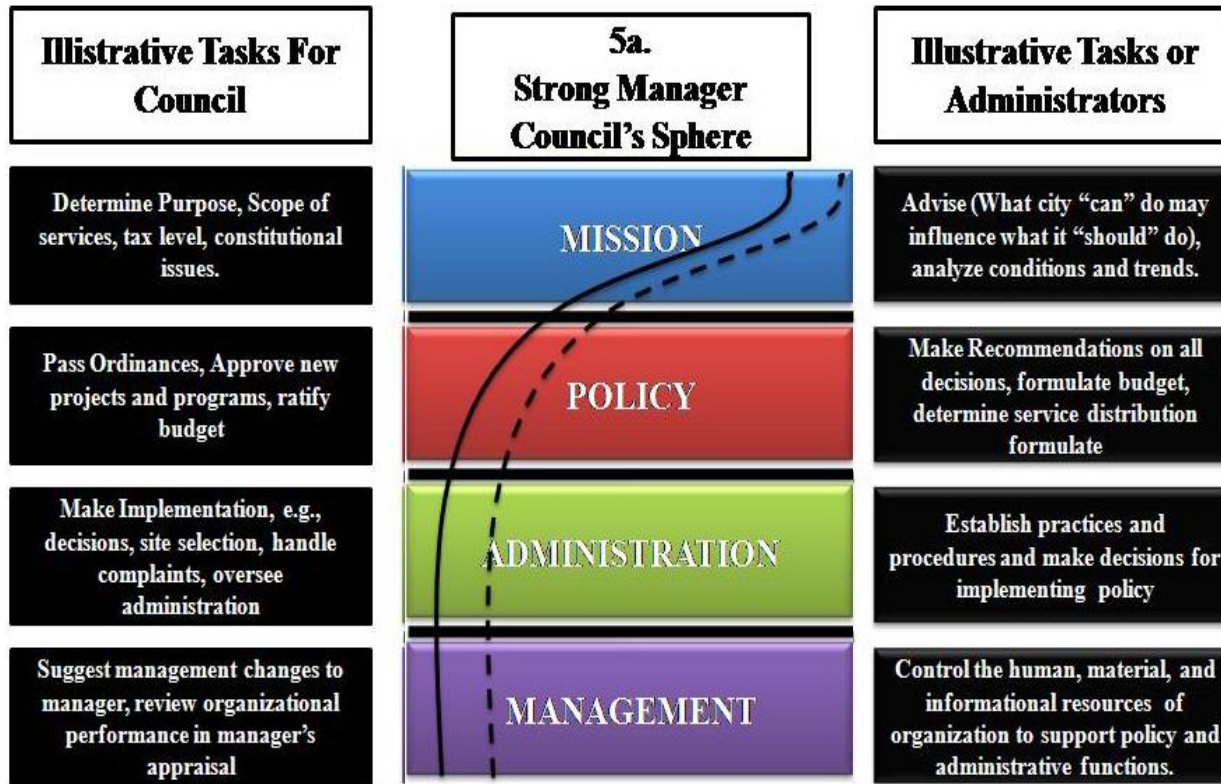 Illistrative Tasks For
Council
5a.
Strong Manager
Council's Sphere
Illustrative Tasks or
Administrators
Determine Purpose, Scope of
services, tax level, constitutional
issues.
MISSION
Advise (What city “can” do may
influence what it “should” do),
analyze conditions and trends.
Pass Ordinances, Approve new
projects and programs, ratify
budget
POLICY
Make Recommendations on all
decisions, formulate budget,
determine service distribution
formulate
Make Implementation, e.g.,
decisions, site selection, handle
complaints, oversee
administration
ADMINISTRATION
Establish practices and
procedures and make decisions for
implementing policy
Suggest management changes to
manager, review organizational
performance in manager's
appraisal
MANAGEMENT
Control the human, material, and
informational resources of
organization to support policy and
administrative functions.